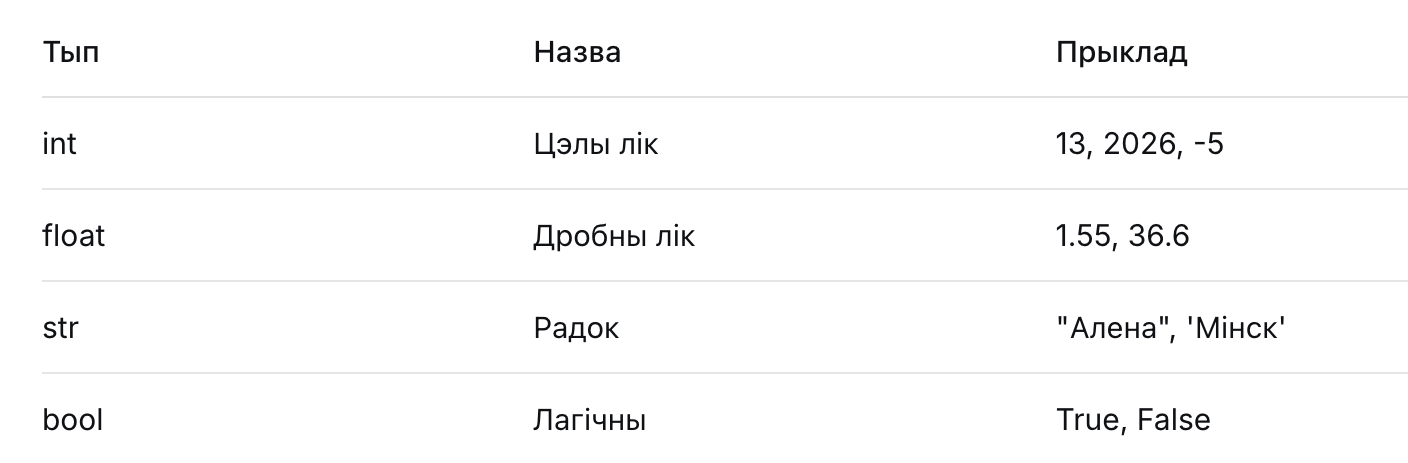 Тып Назва Прыклад
int Цэлы лік 13, 2026, -5
float Дробны лік 1.55, 36.6
str Радок "Алена", 'Мінск'
bool Лагічны True, False